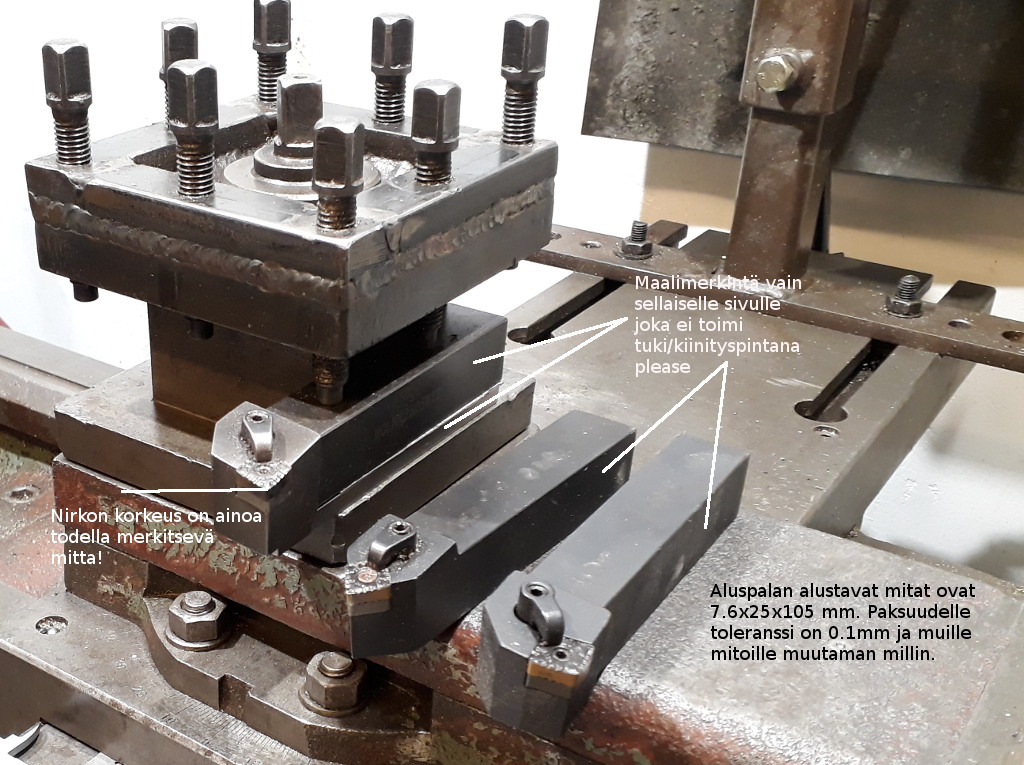 Maalimerkintä vain
sellaiselle sivulle
joka ei toimi
tuki/kiinityspintana
please
Nirkon korkeus on ainoa
todella merkitsevä
mitta!
Aluspalan alustavat mitat ovat
7.6x25x105 mm. Paksuudelle
toleranssi on 0.1mm ja muille
mitoille muutaman millin.